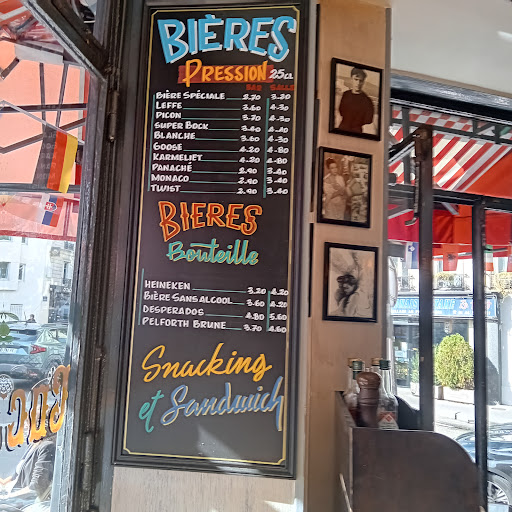 BIÈRES
PRESSION 25CL
BAR SALLE
BIÈRE SPÉCIALE 2.70 3.20
LEFFE 3.60 4.30
PICON 3.70 4.30
SUPER BOCK 3.60 4.40
BLANCHE 3.60 4.30
GOOSE 4.20 4.80
KARMELIET 4.20 4.80
PANACHÉ 2.90 3.40
MONACO 2.90 3.40
TWIST 2.90 3.40
BIERES
Bouteille
HEINEKEN 3.20 4.20
BIÈRE SANS ALCOOL 3.60 4.20
DESPERADOS 4.80 5.60
PELFORTH BRUNE 3.70 4.60
Snacking
et Sandwich